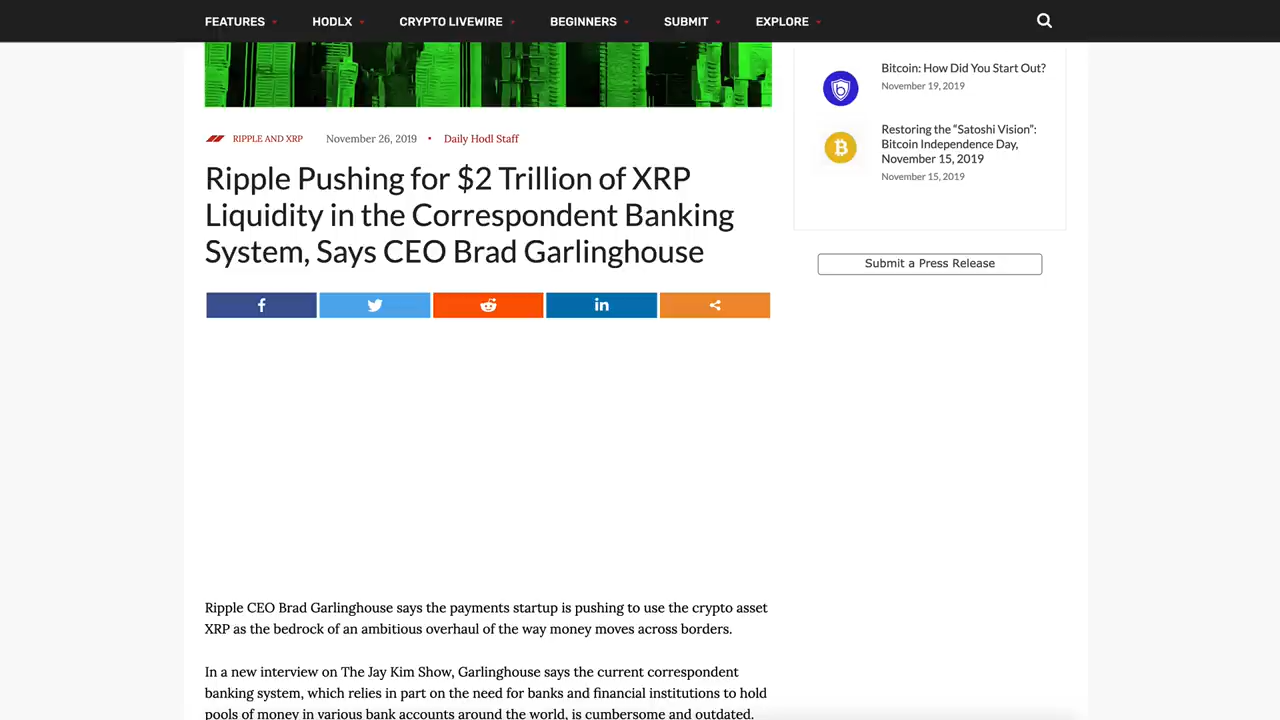 FEATURES HODLX CRYPTO LIVEWIRE BEGINNERS SUBMIT EXPLORE
RIPPLE AND XRP November 26, 2019 • Daily Hodl Staff
Ripple Pushing for $2 Trillion of XRP
Liquidity in the Correspondent Banking
System, Says CEO Brad Garlinghouse
Ripple CEO Brad Garlinghouse says the payments startup is pushing to use the crypto asset
XRP as the bedrock of an ambitious overhaul of the way money moves across borders.
In a new interview on The Jay Kim Show, Garlinghouse says the current correspondent
banking system, which relies in part on the need for banks and financial institutions to hold
pools of money in various bank accounts around the world, is cumbersome and outdated.
Bitcoin: How Did You Start Out?
November 19, 2019
Restoring the “Satoshi Vision”:
Bitcoin Independence Day,
November 15, 2019
November 15, 2019
Submit a Press Release